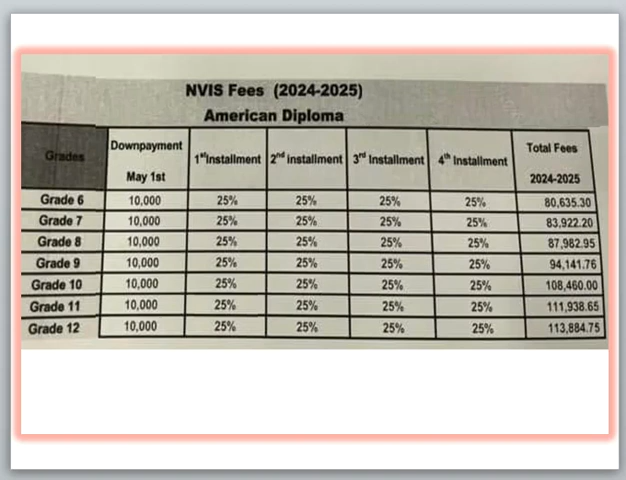 NVIS Fees (2024-2025)
American Diploma
Grades Downpayment May 1st 1st Installment 2nd installment 3rd Installment 4th Installment Total Fees 2024-2025
Grade 6 10,000 25% 25% 25% 25% 80,635.30
Grade 7 10,000 25% 25% 25% 25% 83,922.20
Grade 8 10,000 25% 25% 25% 25% 87,982.95
Grade 9 10,000 25% 25% 25% 25% 94,141.76
Grade 10 10,000 25% 25% 25% 25% 108,460.00
Grade 11 10,000 25% 25% 25% 25% 111,938.65
Grade 12 10,000 25% 25% 25% 25% 113,884.75